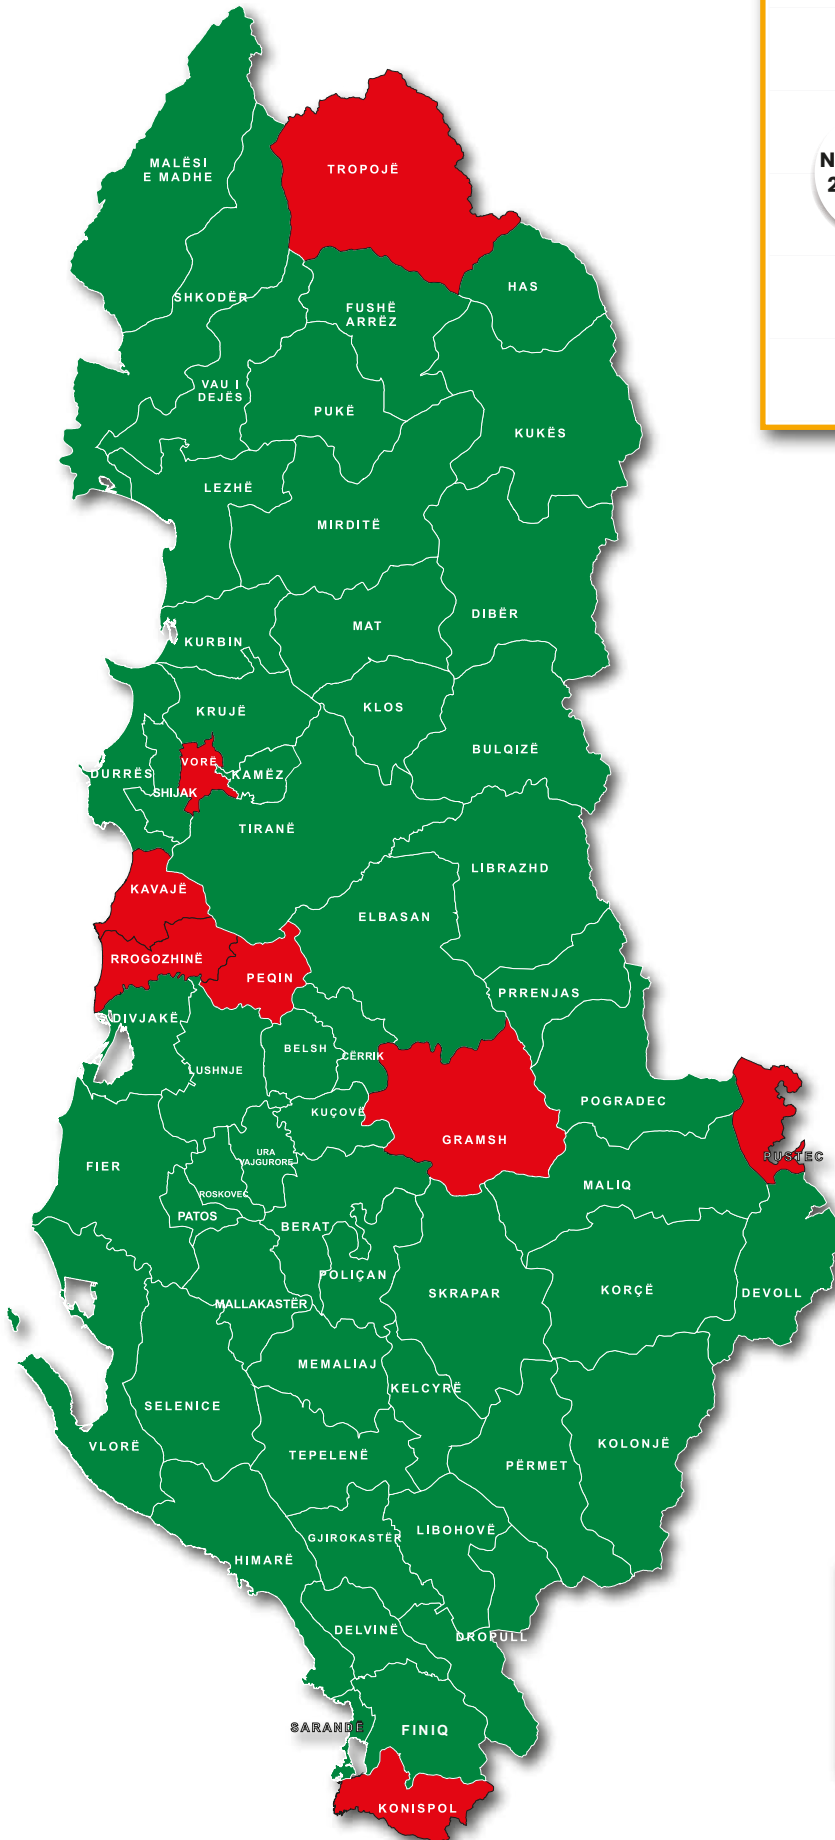 MALËSI
E MADHE
TROPOJË
HAS
SHKODËR
FUSHË
ARRËZ
VAU I
DEJËS
PUKË
KUKËS
LEZHË
MIRDITË
DIBËR
MAT
KURBIN
KLOS
KRUJË
BULQIZË
VORË
DURRËS
KAMËZ
SHIJAK
TIRANË
LIBRAZHD
KAVAJË
ELBASAN
RROGOZHINË
PEQIN
PRRENJAS
DIVJAKË
BELSH
CËRRIK
LUSHNJE
POGRADEC
KUÇOVË
GRAMSH
URA
VAJGURORE
PUSTEC
FIER
MALIQ
ROSKOVEC
PATOS
BERAT
POLIÇAN
KORÇË
SKRAPAR
DEVOLL
MALLAKASTËR
MEMALIAJ
KELCYRË
SELENICE
VLORË
KOLONJË
TEPELENË
PËRMET
LIBOHOVË
GJIROKASTËR
HIMARË
DELVINË
DROPULL
SARANDË
FINIQ
KONISPOL